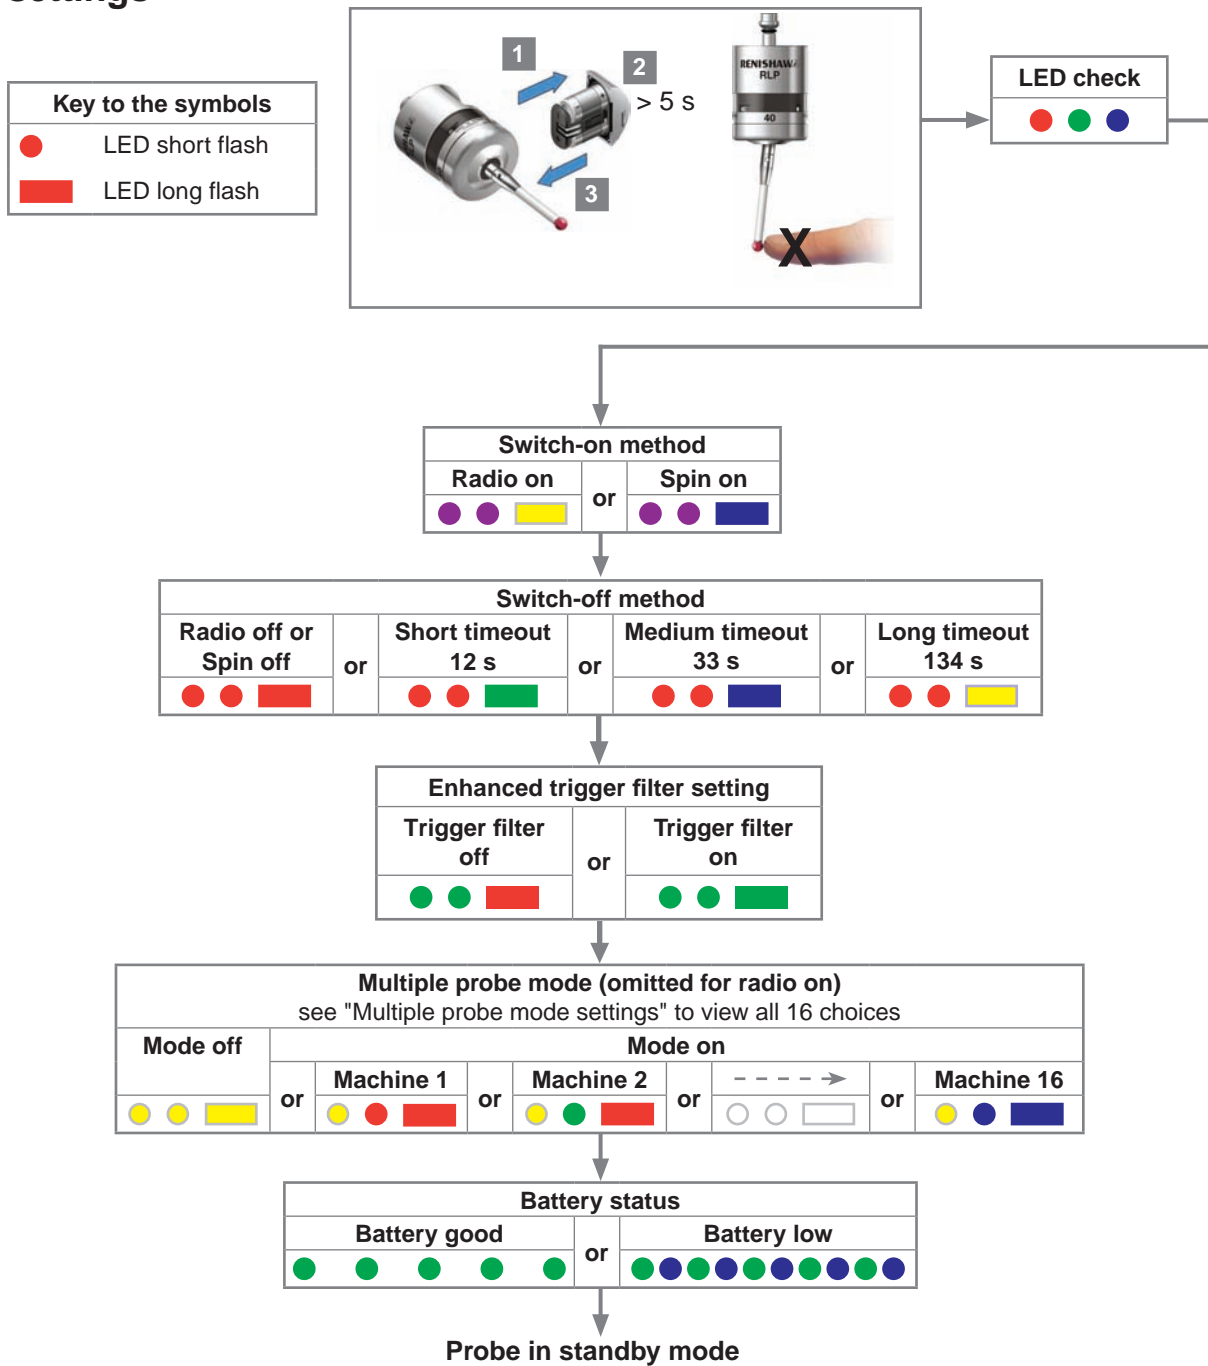 settings
Key to the symbols
LED short flash
LED long flash
1
2
> 5 s
3
RENISHAW
RLP
40
X
LED check
Switch-on method
Radio on
or
Spin on
Switch-off method
Radio off or
Spin off
or
Short timeout
12 s
or
Medium timeout
33 s
or
Long timeout
134 s
Enhanced trigger filter setting
Trigger filter
off
or
Trigger filter
on
Multiple probe mode (omitted for radio on)
see "Multiple probe mode settings" to view all 16 choices
Mode off
Mode on
or
Machine 1
or
Machine 2
or
or
Machine 16
Battery status
Battery good
or
Battery low
Probe in standby mode